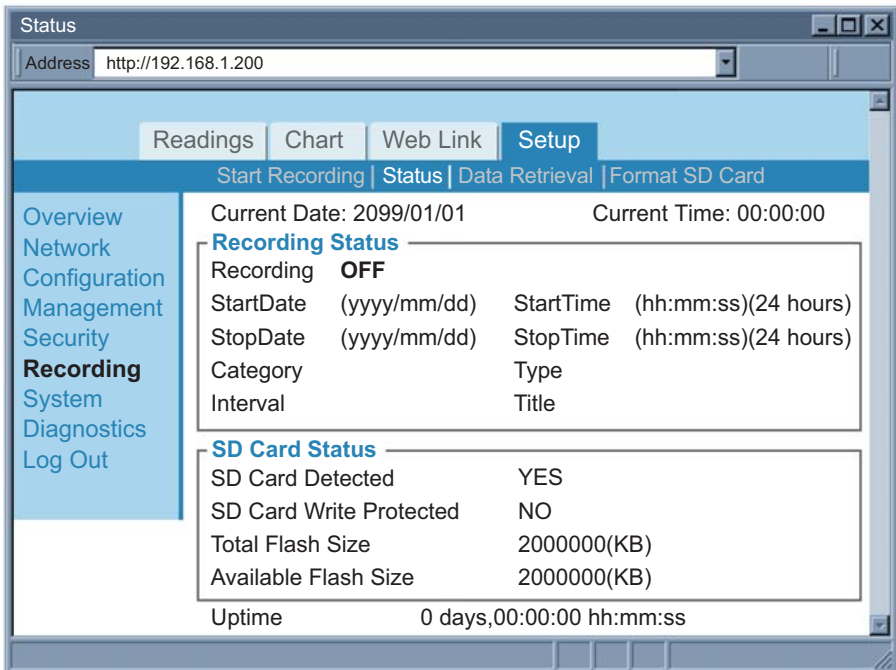 Status
Address http://192.168.1.200
Readings Chart Web Link Setup
Start Recording | Status | Data Retrieval | Format SD Card
Overview
Network
Configuration
Management
Security
Recording
System
Diagnostics
Log Out
Current Date: 2099/01/01 Current Time: 00:00:00
Recording Status
Recording OFF
StartDate (yyyy/mm/dd) StartTime (hh:mm:ss)(24 hours)
StopDate (yyyy/mm/dd) StopTime (hh:mm:ss)(24 hours)
Category Type
Interval Title
SD Card Status
SD Card Detected YES
SD Card Write Protected NO
Total Flash Size 2000000(KB)
Available Flash Size 2000000(KB)
Uptime 0 days,00:00:00 hh:mm:ss